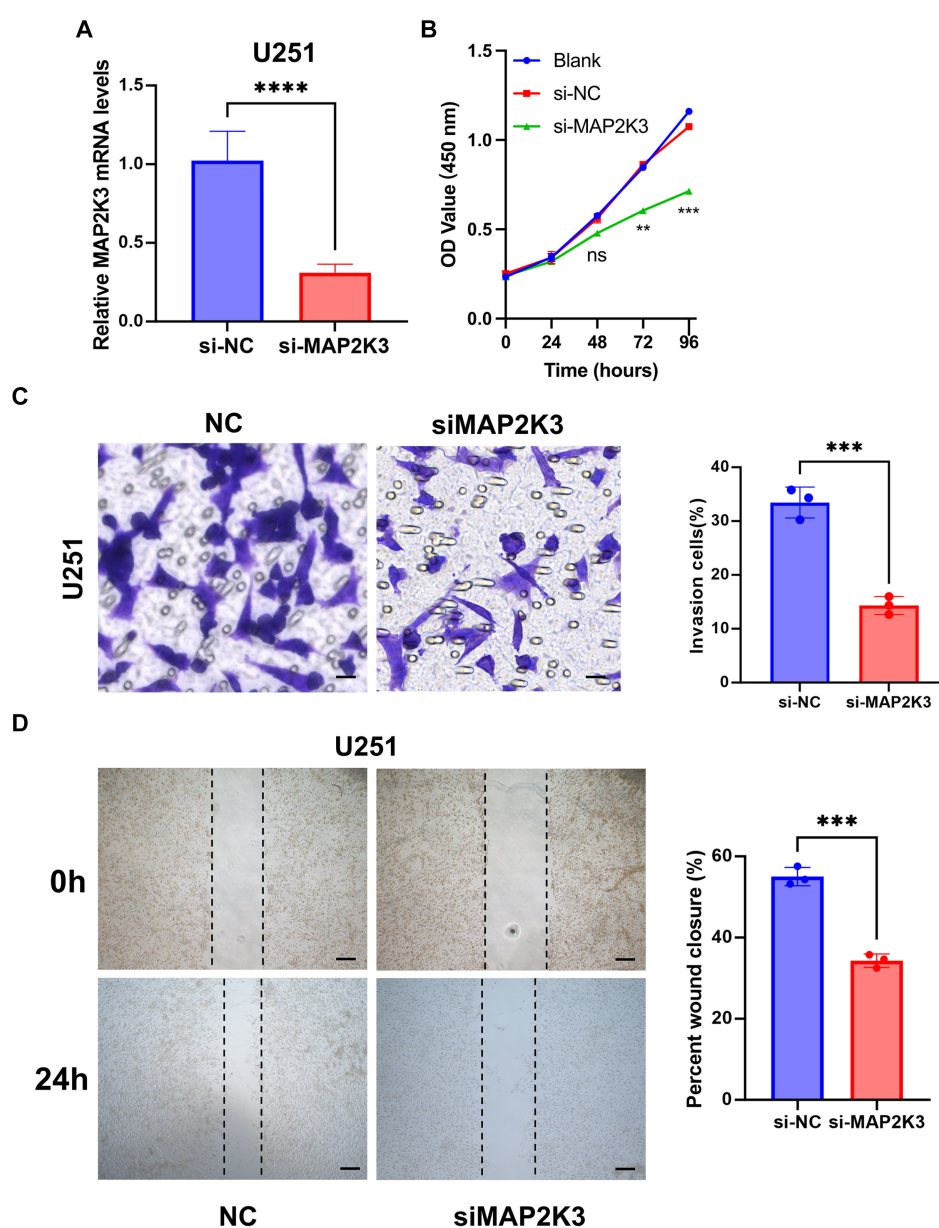 A
U251
Relative MAP2K3 mRNA levels
1.5
1.0
0.5
0.0
****
si-NC
si-MAP2K3
B
OD Value (450 nm)
1.5
1.0
0.5
0.0
Blank
si-NC
si-MAP2K3
ns
**
***
0 24 48 72 96
Time (hours)
C
NC
siMAP2K3
U251
Invasion cells(%)
40
30
20
10
0
***
si-NC
si-MAP2K3
D
U251
0h
24h
NC
siMAP2K3
Percent wound closure (%)
60
40
20
0
***
si-NC
si-MAP2K3